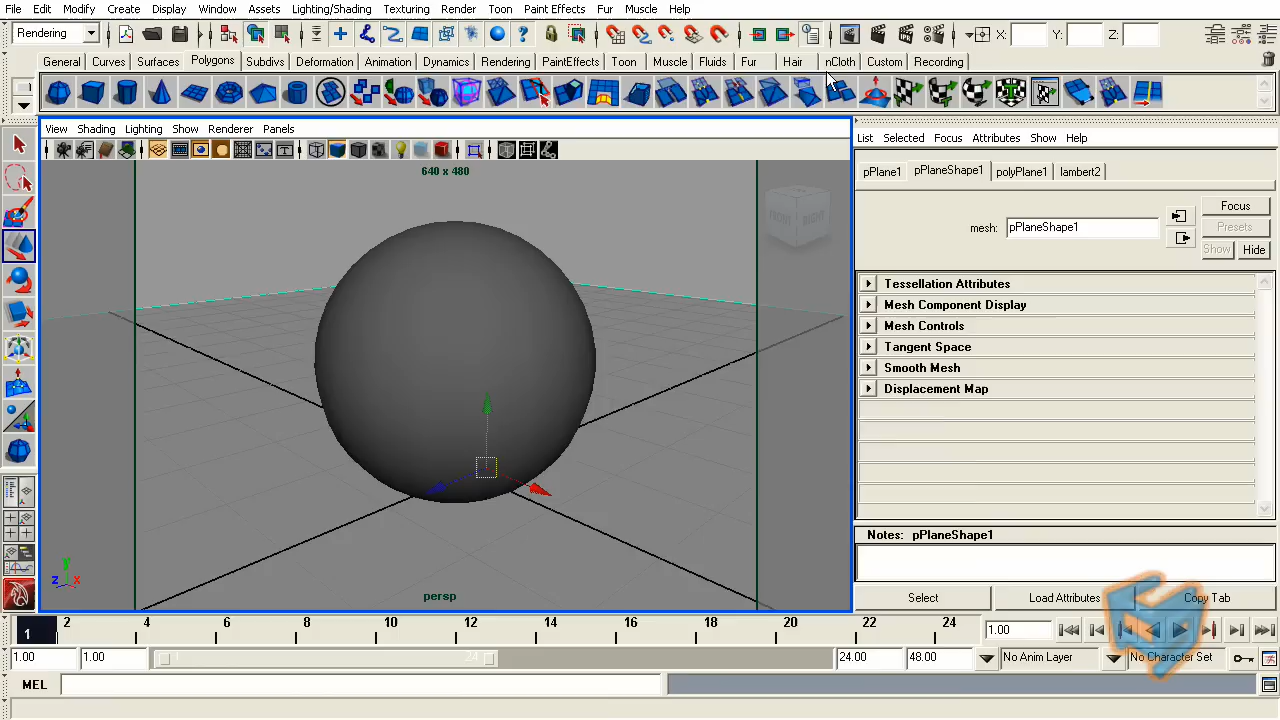 File Edit Modify Create Display Window Assets Lighting/Shading Texturing Render Toon Paint Effects Fur Muscle Help
Rendering X: Y: Z:
General Curves Surfaces Polygons Subdivs Deformation Animation Dynamics Rendering PaintEffects Toon Muscle Fluids Fur Hair nCloth Custom Recording
View Shading Lighting Show Renderer Panels
List Selected Focus Attributes Show Help
640 x 480
pPlane1 pPlaneShape1 polyPlane1 lambert2
Focus
mesh: pPlaneShape1 Presets
Show Hide
Tessellation Attributes
Mesh Component Display
Mesh Controls
Tangent Space
Smooth Mesh
Displacement Map
Notes: pPlaneShape1
y
z x
persp
Select Load Attributes Copy Tab
1 2 4 6 8 10 12 14 16 18 20 22 24 1.00
1.00 1.00 1 24 24.00 48.00 No Anim Layer No Character Set
MEL